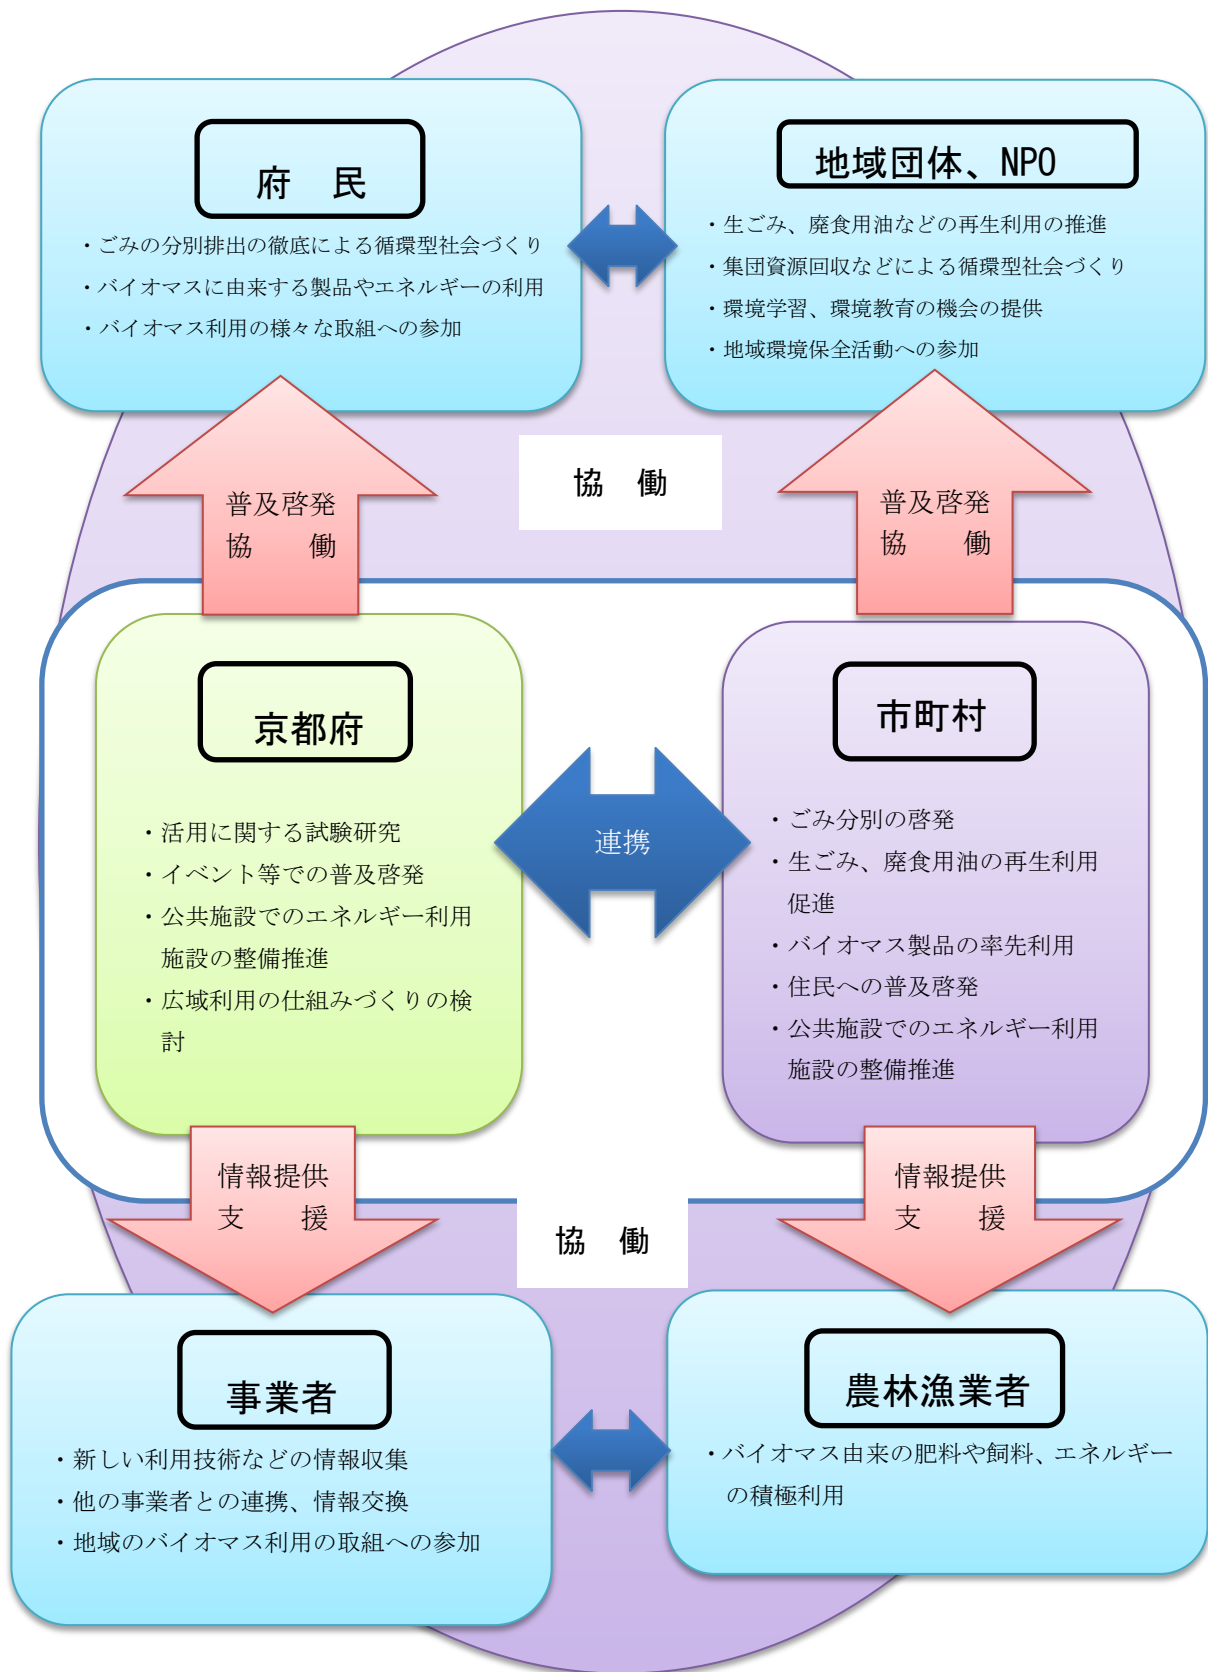 府　民
・ごみの分別排出の徹底による循環型社会づくり
・バイオマスに由来する製品やエネルギーの利用
・バイオマス利用の様々な取組への参加
地域団体、NPO
・生ごみ、廃食用油などの再生利用の推進
・集団資源回収などによる循環型社会づくり
・環境学習、環境教育の機会の提供
・地域環境保全活動への参加
協　働
普及啓発
協　　働
普及啓発
協　　働
京都府
・活用に関する試験研究
・イベント等での普及啓発
・公共施設でのエネルギー利用
施設の整備推進
・広域利用の仕組みづくりの検
討
連携
市町村
・ごみ分別の啓発
・生ごみ、廃食用油の再生利用
促進
・バイオマス製品の率先利用
・住民への普及啓発
・公共施設でのエネルギー利用
施設の整備推進
情報提供
支　　援
情報提供
支　　援
協　働
事業者
・新しい利用技術などの情報収集
・他の事業者との連携、情報交換
・地域のバイオマス利用の取組への参加
農林漁業者
・バイオマス由来の肥料や飼料、エネルギー
の積極利用